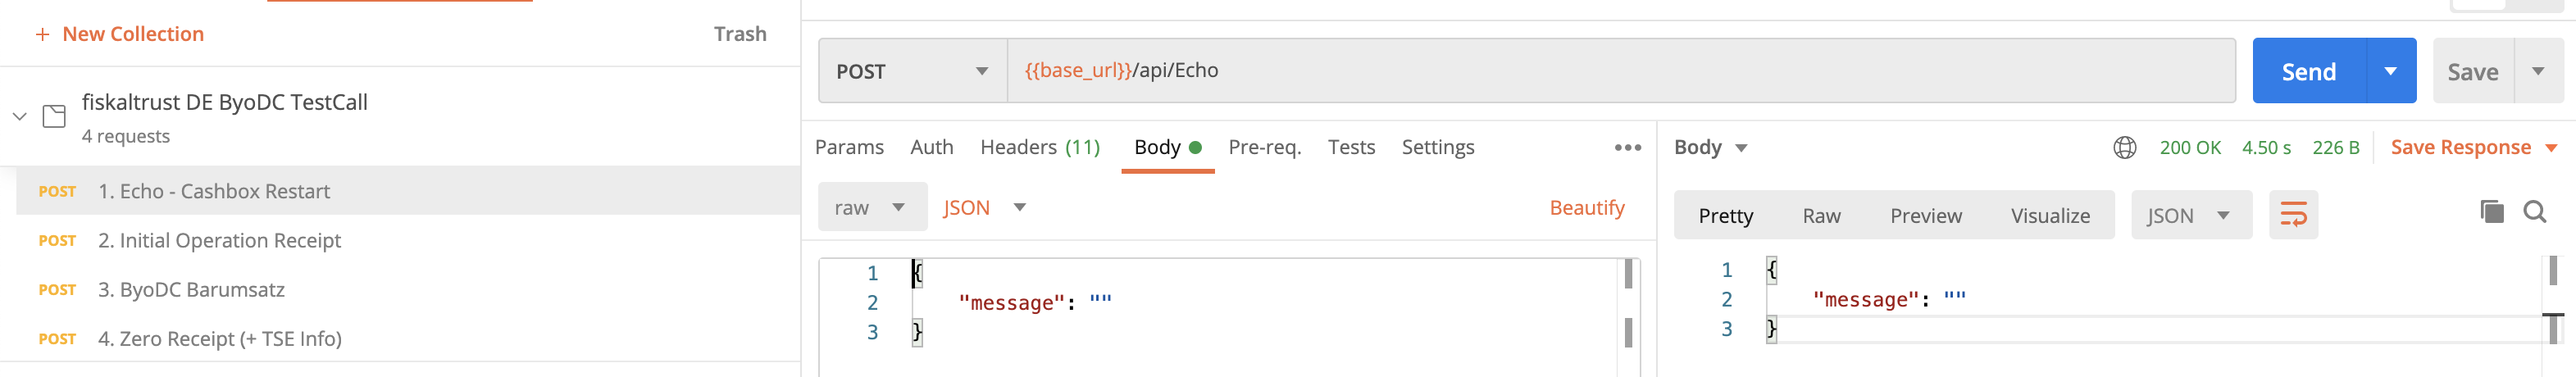 + New Collection
Trash
fiskaltrust DE ByoDC TestCall
4 requests
POST 1. Echo - Cashbox Restart
POST 2. Initial Operation Receipt
POST 3. ByoDC Barumsatz
POST 4. Zero Receipt (+ TSE Info)
POST
{{base_url}}/api/Echo
Send
Save
Params Auth Headers (11) Body Pre-req. Tests Settings
raw JSON Beautify
1 {
2 "message": ""
3 }
Body 200 OK 4.50 s 226 B Save Response
Pretty Raw Preview Visualize JSON
1 {
2 "message": ""
3 }